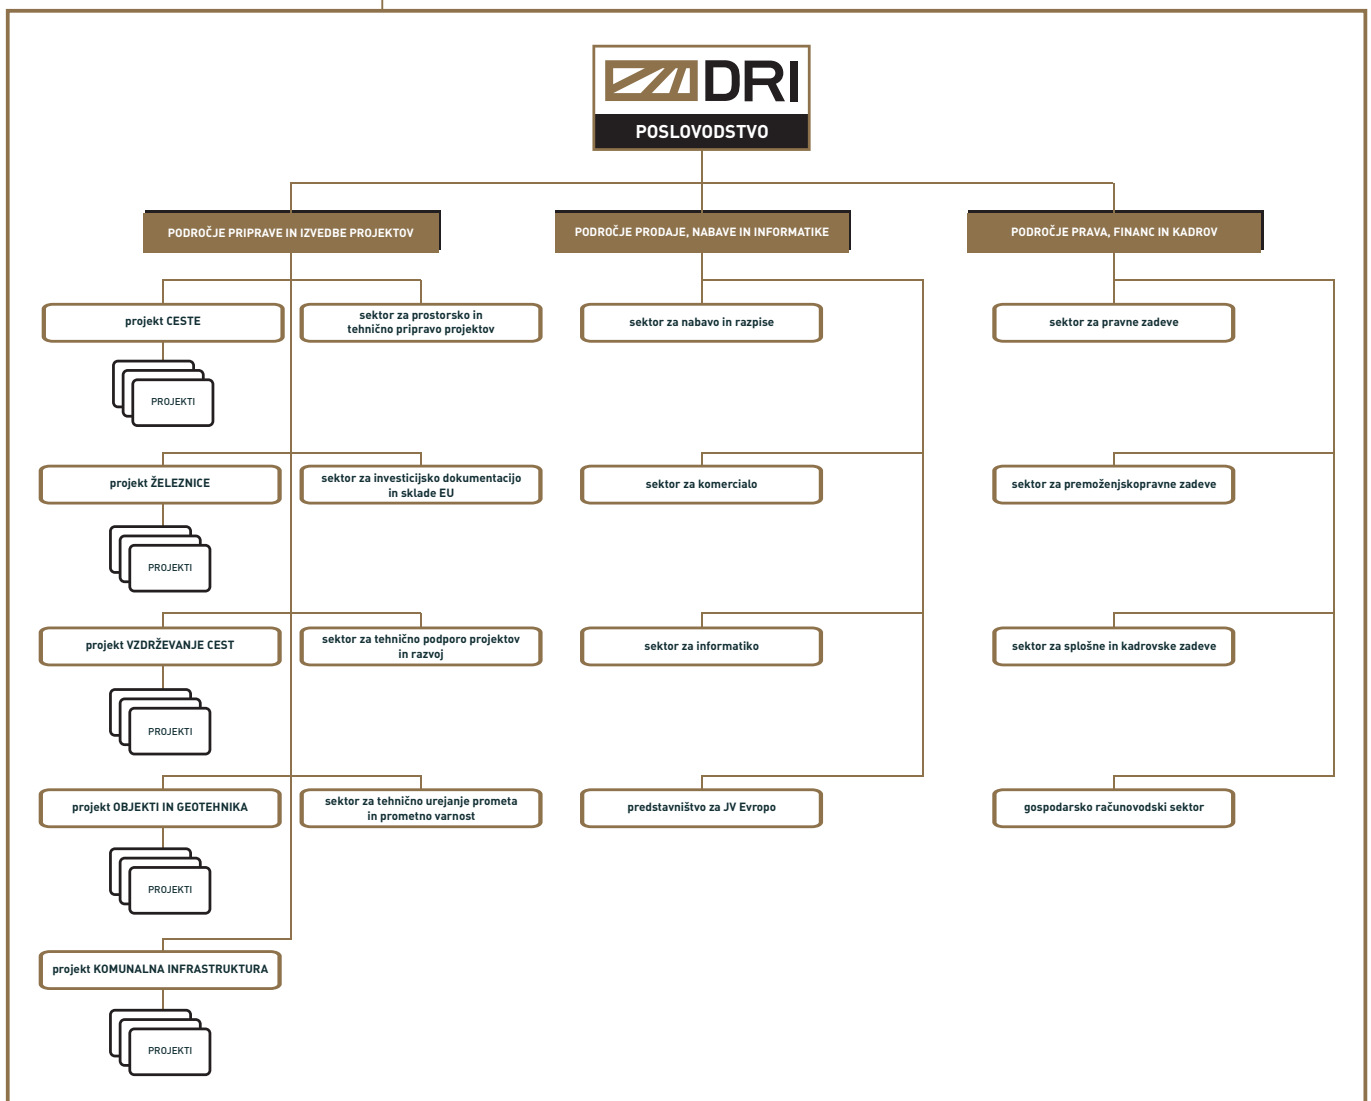 DRI
POSLOVODSTVO
PODROČJE PRIPRAVE IN IZVEDBE PROJEKTOV
PODROČJE PRODAJE, NABAVE IN INFORMATIKE
PODROČJE PRAVA, FINANC IN KADROV
projekt CESTE
sektor za prostorsko in
tehnično pripravo projektov
sektor za nabavo in razpise
sektor za pravne zadeve
PROJEKTI
projekt ŽELEZNICE
sektor za investicijsko dokumentacijo
in sklade EU
sektor za komercialo
sektor za premoženjskopravne zadeve
PROJEKTI
projekt VZDRŽEVANJE CEST
sektor za tehnično podporo projektov
in razvoj
sektor za informatiko
sektor za splošne in kadrovske zadeve
PROJEKTI
projekt OBJEKTI IN GEOTEHNIKA
sektor za tehnično urejanje prometa
in prometno varnost
predstavništvo za JV Evropo
gospodarsko računovodski sektor
PROJEKTI
projekt KOMUNALNA INFRASTRUKTURA
PROJEKTI